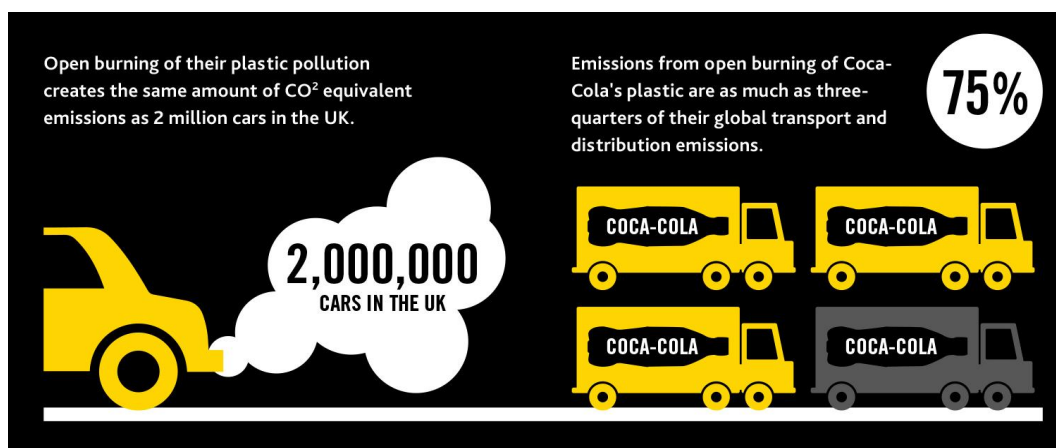 Open burning of their plastic pollution
creates the same amount of CO² equivalent
emissions as 2 million cars in the UK.
2,000,000
CARS IN THE UK
Emissions from open burning of Coca-
Cola's plastic are as much as three-
quarters of their global transport and
distribution emissions.
75%
COCA-COLA
COCA-COLA
COCA-COLA
COCA-COLA